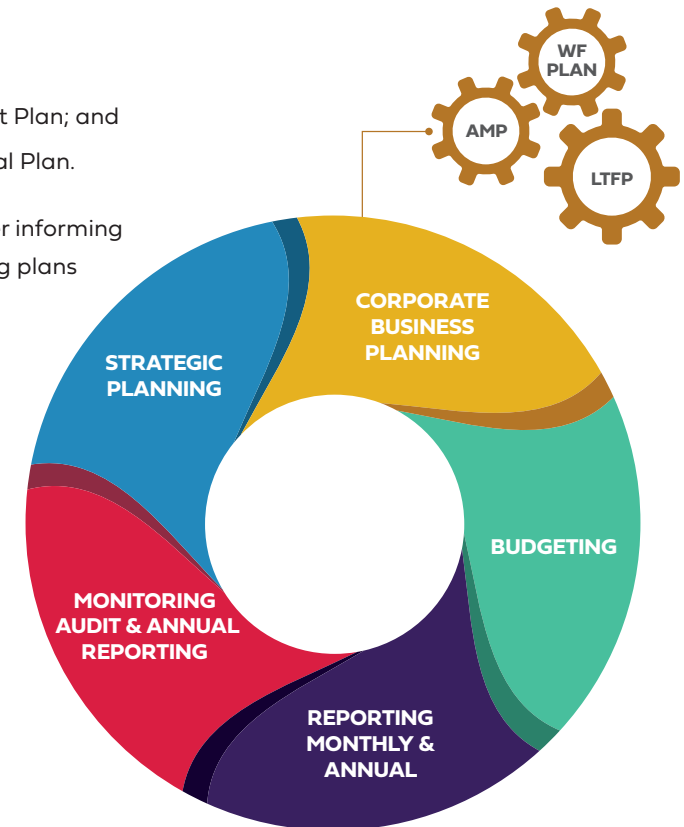 t Plan; and
al Plan.
r informing
g plans
WF
PLAN
AMP
LTFP
CORPORATE
BUSINESS
PLANNING
STRATEGIC
PLANNING
BUDGETING
MONITORING
AUDIT & ANNUAL
REPORTING
REPORTING
MONTHLY &
ANNUAL